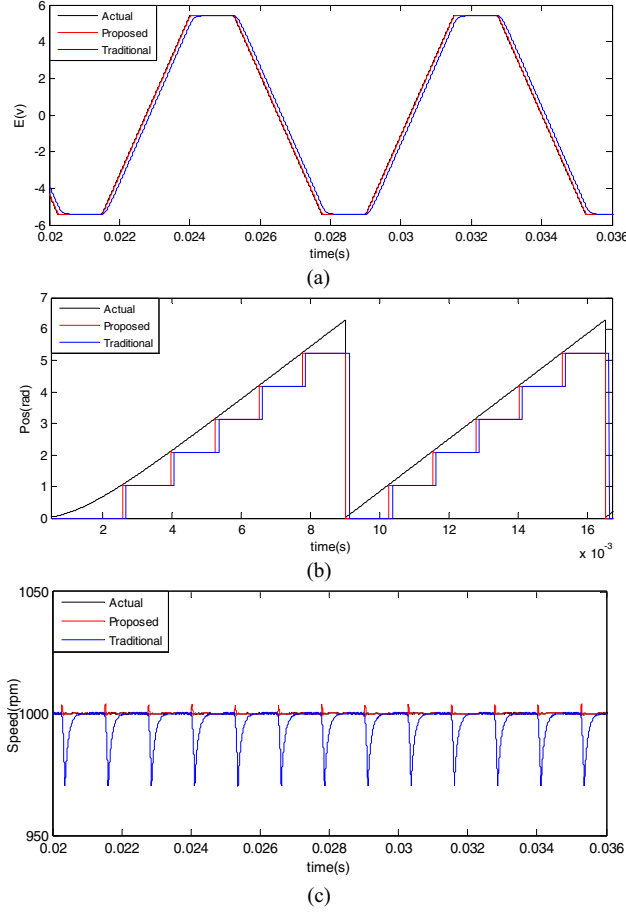 6
4
2
0
-2
-4
-6
E(v)
Actual
Proposed
Traditional
0.02 0.022 0.024 0.026 0.028 0.03 0.032 0.034 0.036
time(s)
(a)
7
6
5
4
3
2
1
0
Pos(rad)
Actual
Proposed
Traditional
2 4 6 8 10 12 14 16
time(s)
x 10⁻³
(b)
1050
1000
950
Speed(rpm)
Actual
Proposed
Traditional
0.02 0.022 0.024 0.026 0.028 0.03 0.032 0.034 0.036
time(s)
(c)